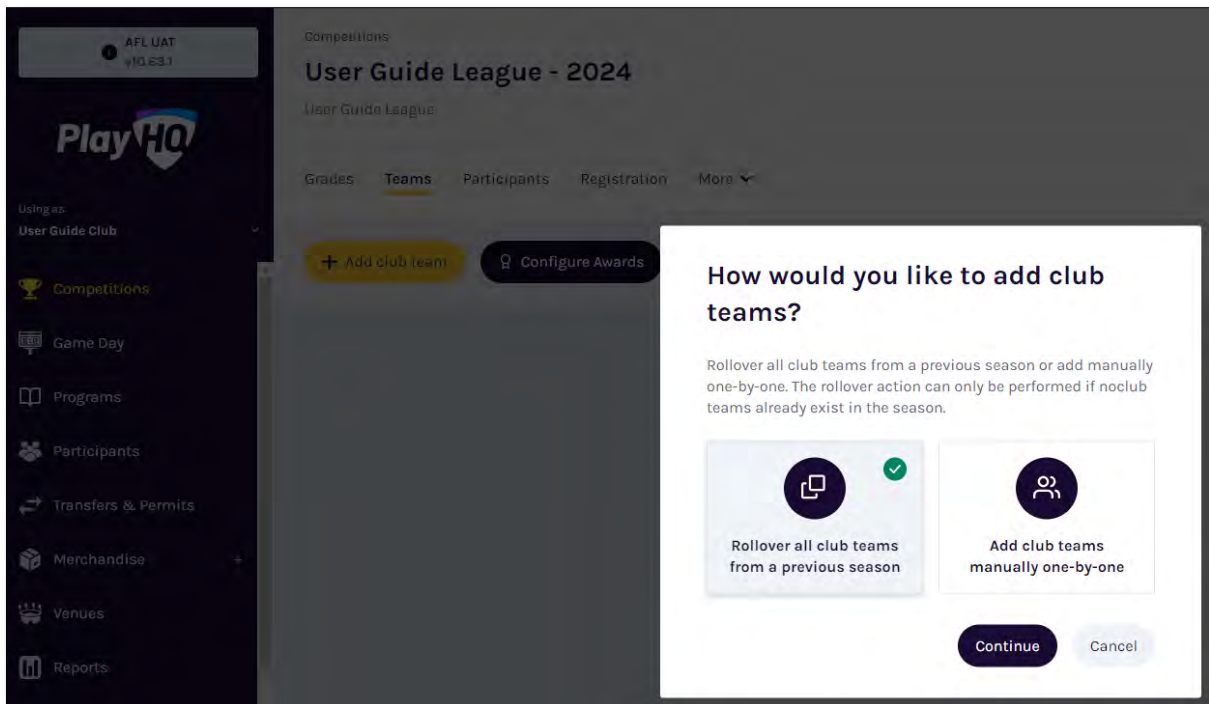 AFL UAT
v10.63.1
PlayHQ
Using as
User Guide Club
Competitions
Game Day
Programs
Participants
Transfers & Permits
Merchandise +
Venues
Reports
Competitions
User Guide League - 2024
User Guide League
Grades Teams Participants Registration More
+ Add club team Configure Awards
How would you like to add club
teams?
Rollover all club teams from a previous season or add manually
one-by-one. The rollover action can only be performed if noclub
teams already exist in the season.
Rollover all club teams
from a previous season
Add club teams
manually one-by-one
Continue Cancel